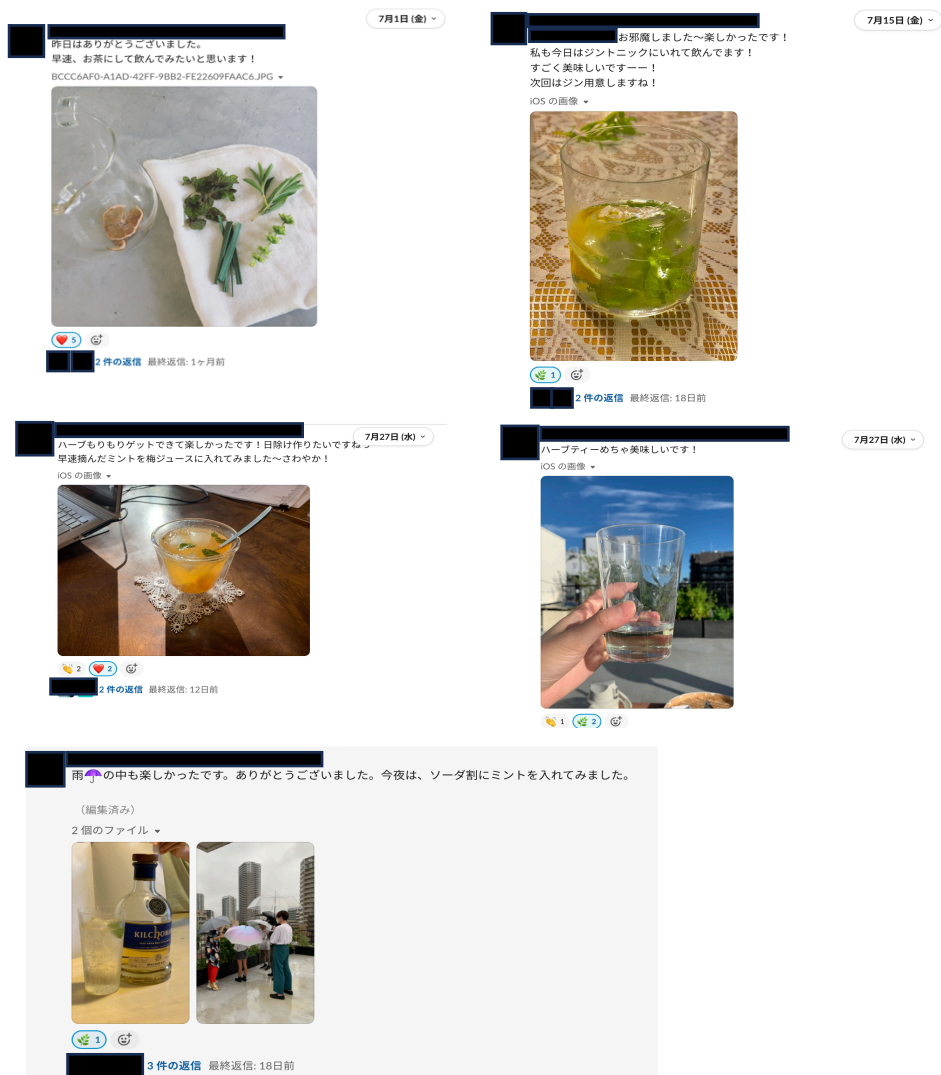 7月1日 (金)
昨日はありがとうございました。
早速、お茶にして飲んでみたいと思います！
BCCC6AF0-A1AD-42FF-9BB2-FE22609FAAC6.JPG
5
2 件の返信 最終返信: 1ヶ月前
7月15日 (金)
お邪魔しました〜楽しかったです！
私も今日はジントニックにいれて飲んでます！
すごく美味しいですーー！
次回はジン用意しますね！
iOS の画像
1
2 件の返信 最終返信: 18日前
7月27日 (水)
ハーブもりもりゲットできて楽しかったです！日除け作りたいですね
早速摘んだミントを梅ジュースに入れてみました〜さわやか！
iOS の画像
2 2
2 件の返信 最終返信: 12日前
7月27日 (水)
ハーブティーめちゃ美味しいです！
iOS の画像
1 2
雨☂の中も楽しかったです。ありがとうございました。今夜は、ソーダ割にミントを入れてみました。
（編集済み）
2 個のファイル
1
3 件の返信 最終返信: 18日前